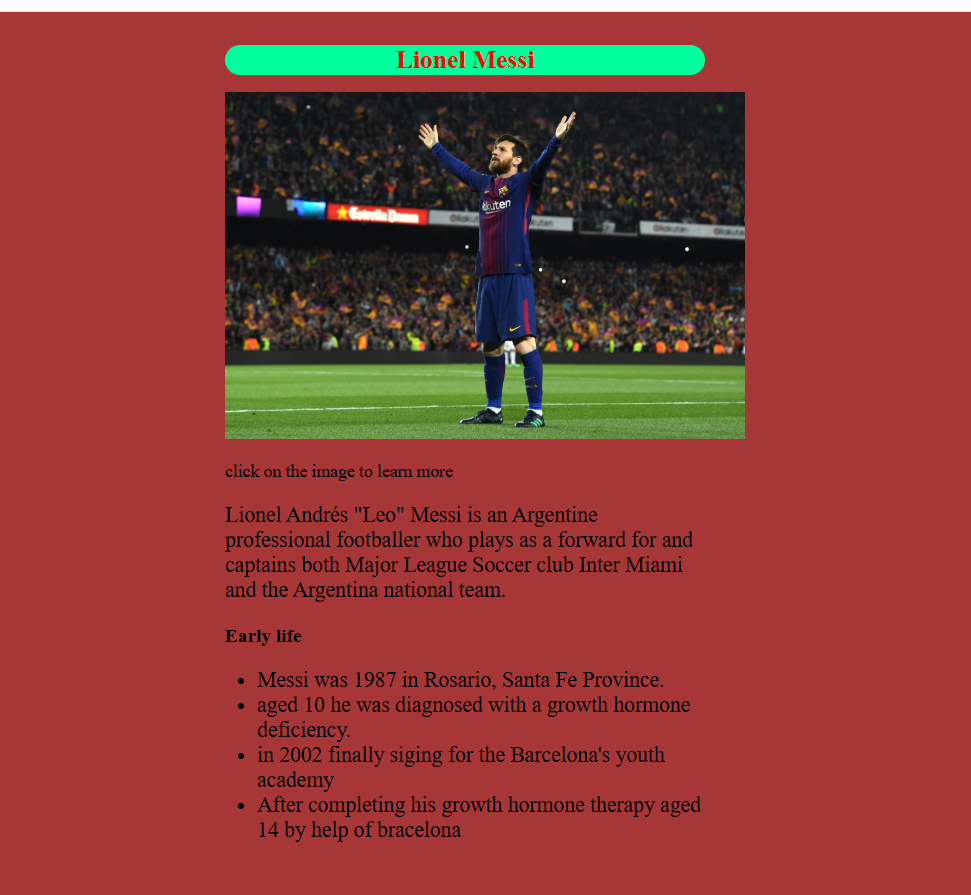 Lionel Messi
Estrella Damm
Rakuten
Rakuten
kuten
Rakuten
Rakuten
click on the image to learn more
Lionel Andrés "Leo" Messi is an Argentine
professional footballer who plays as a forward for and
captains both Major League Soccer club Inter Miami
and the Argentina national team.
Early life
• Messi was 1987 in Rosario, Santa Fe Province.
• aged 10 he was diagnosed with a growth hormone
deficiency.
• in 2002 finally siging for the Barcelona's youth
academy
• After completing his growth hormone therapy aged
14 by help of bracelona